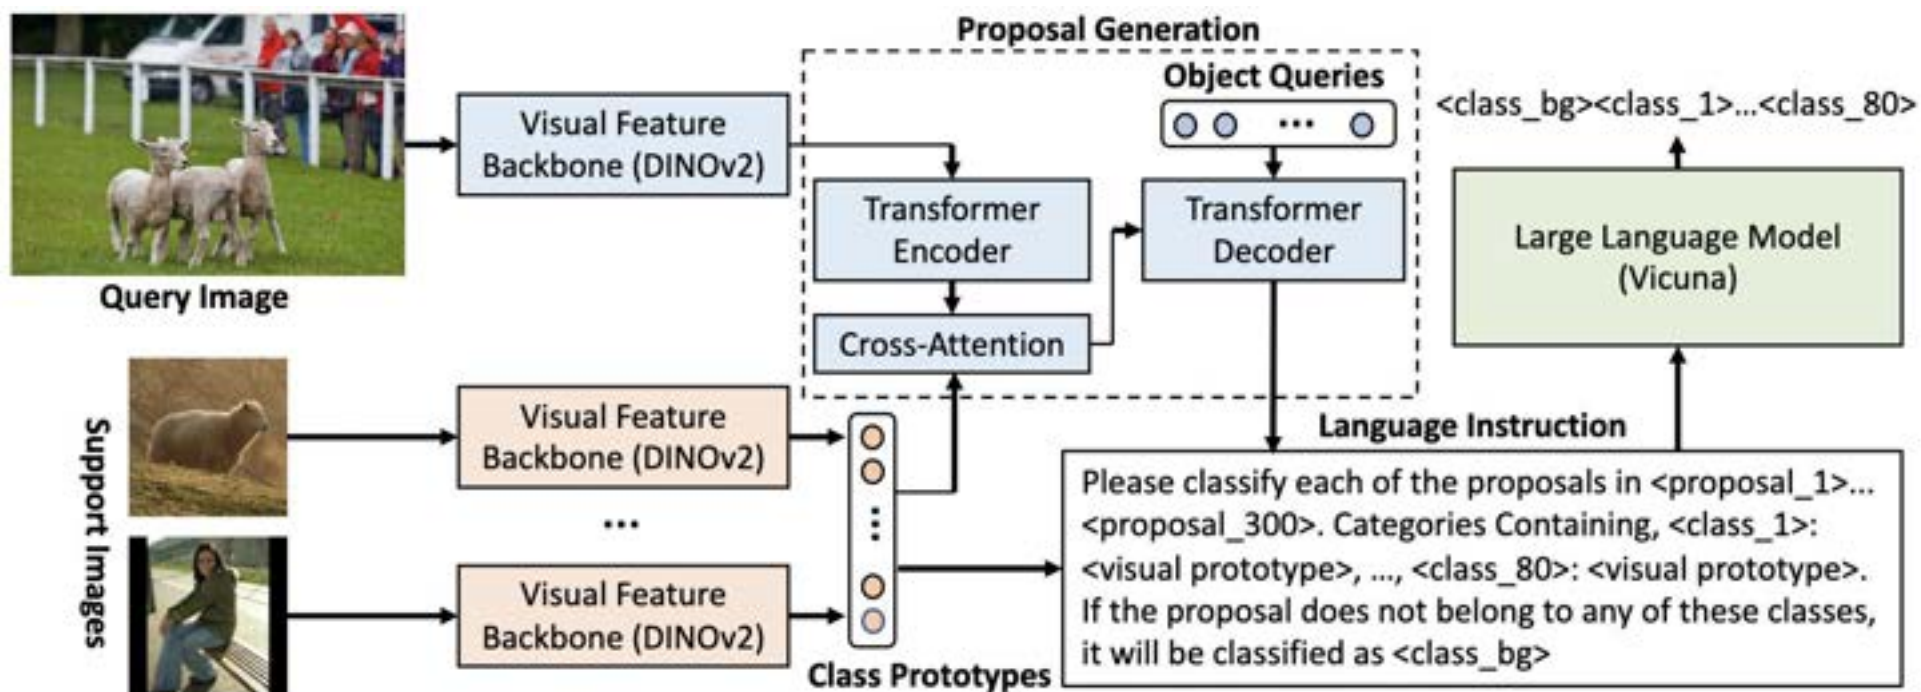 Proposal Generation
Object Queries
...
Visual Feature
Backbone (DINOv2)
Transformer
Encoder
Transformer
Decoder
Cross-Attention
<class_bg><class_1>...<class_80>
Large Language Model
(Vicuna)
Query Image
Support Images
Visual Feature
Backbone (DINOv2)
...
Visual Feature
Backbone (DINOv2)
...
Class Prototypes
Language Instruction
Please classify each of the proposals in <proposal_1>...
<proposal_300>. Categories Containing, <class_1>:
<visual prototype>, ..., <class_80>: <visual prototype>.
If the proposal does not belong to any of these classes,
it will be classified as <class_bg>